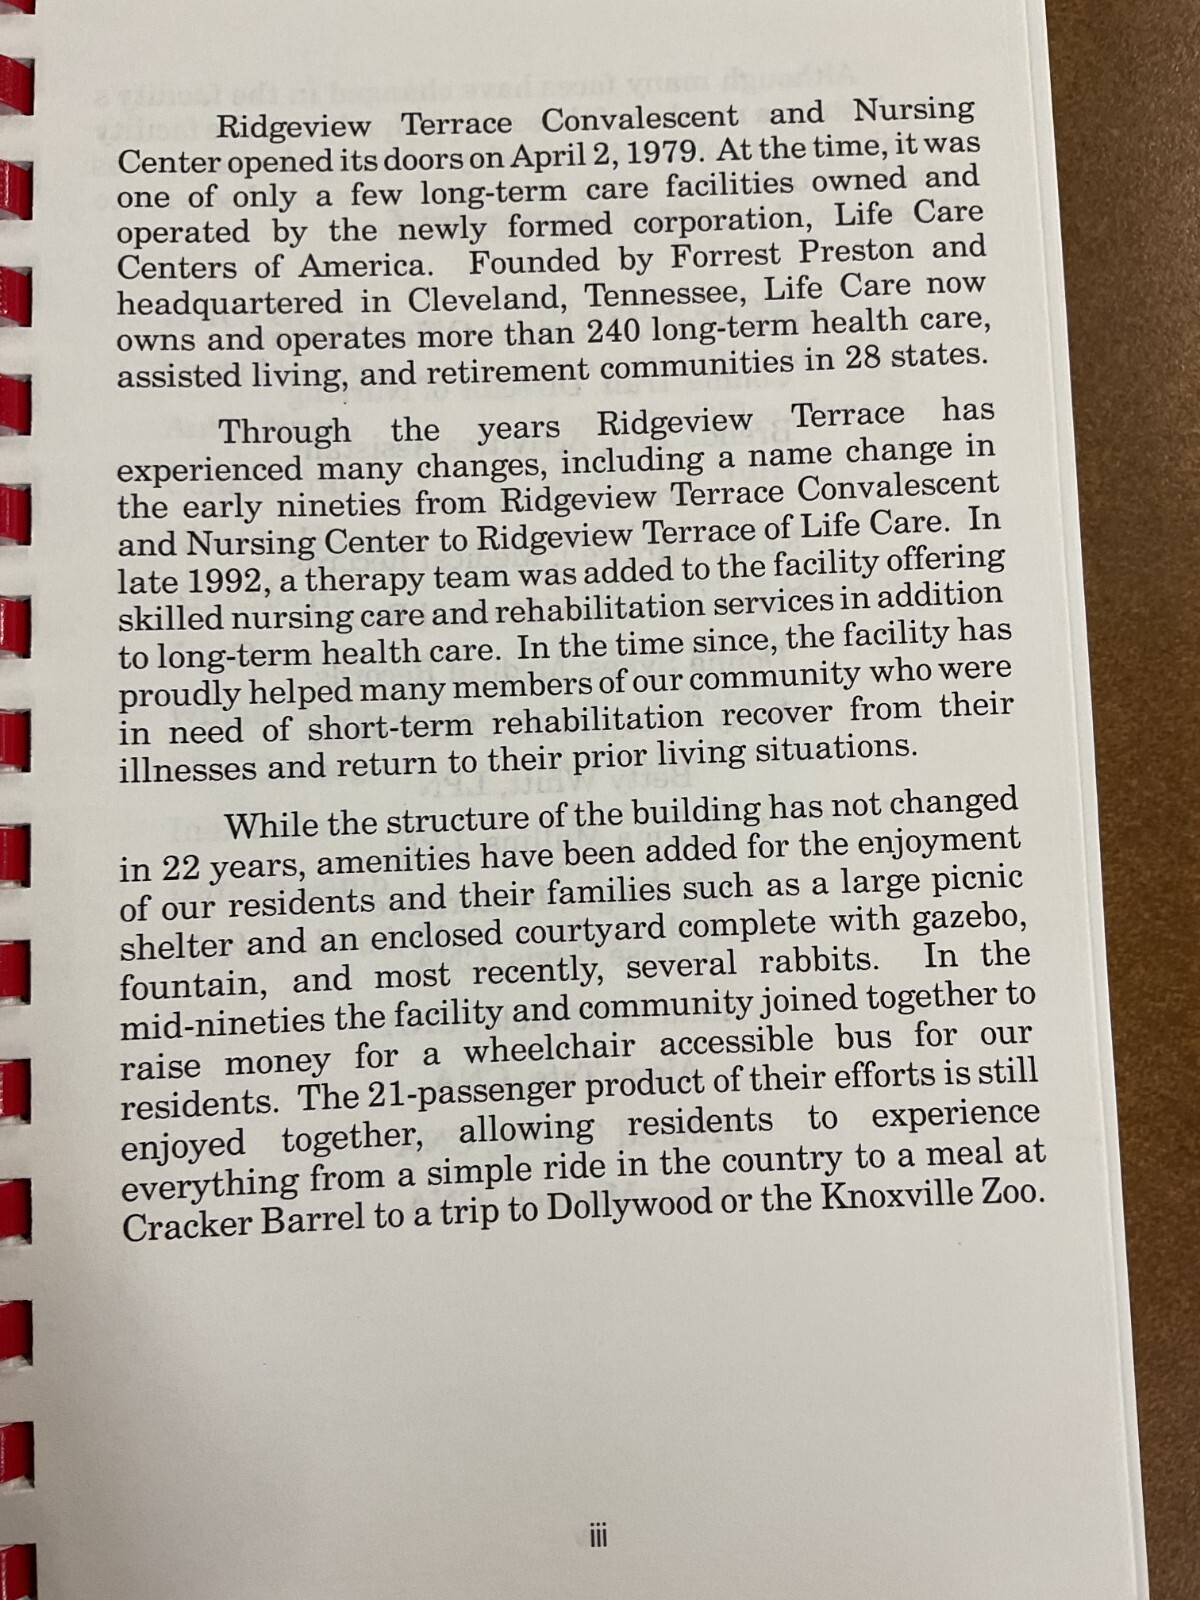 Ridgeview Terrace Convalescent and Nursing
Center opened its doors on April 2, 1979. At the time, it was
one of only a few long-term care facilities owned and
operated by the newly formed corporation, Life Care
Centers of America. Founded by Forrest Preston and
headquartered in Cleveland, Tennessee, Life Care now
owns and operates more than 240 long-term health care,
assisted living, and retirement communities in 28 states.
Through the years Ridgeview Terrace has
experienced many changes, including a name change in
the early nineties from Ridgeview Terrace Convalescent
and Nursing Center to Ridgeview Terrace of Life Care. In
late 1992, a therapy team was added to the facility offering
skilled nursing care and rehabilitation services in addition
to long-term health care. In the time since, the facility has
proudly helped many members of our community who were
in need of short-term rehabilitation recover from their
illnesses and return to their prior living situations.
While the structure of the building has not changed
in 22 years, amenities have been added for the enjoyment
of our residents and their families such as a large picnic
shelter and an enclosed courtyard complete with gazebo,
fountain, and most recently, several rabbits. In the
mid-nineties the facility and community joined together to
raise money for a wheelchair accessible bus for our
residents. The 21-passenger product of their efforts is still
enjoyed together, allowing residents to experience
everything from a simple ride in the country to a meal at
Cracker Barrel to a trip to Dollywood or the Knoxville Zoo.
iii